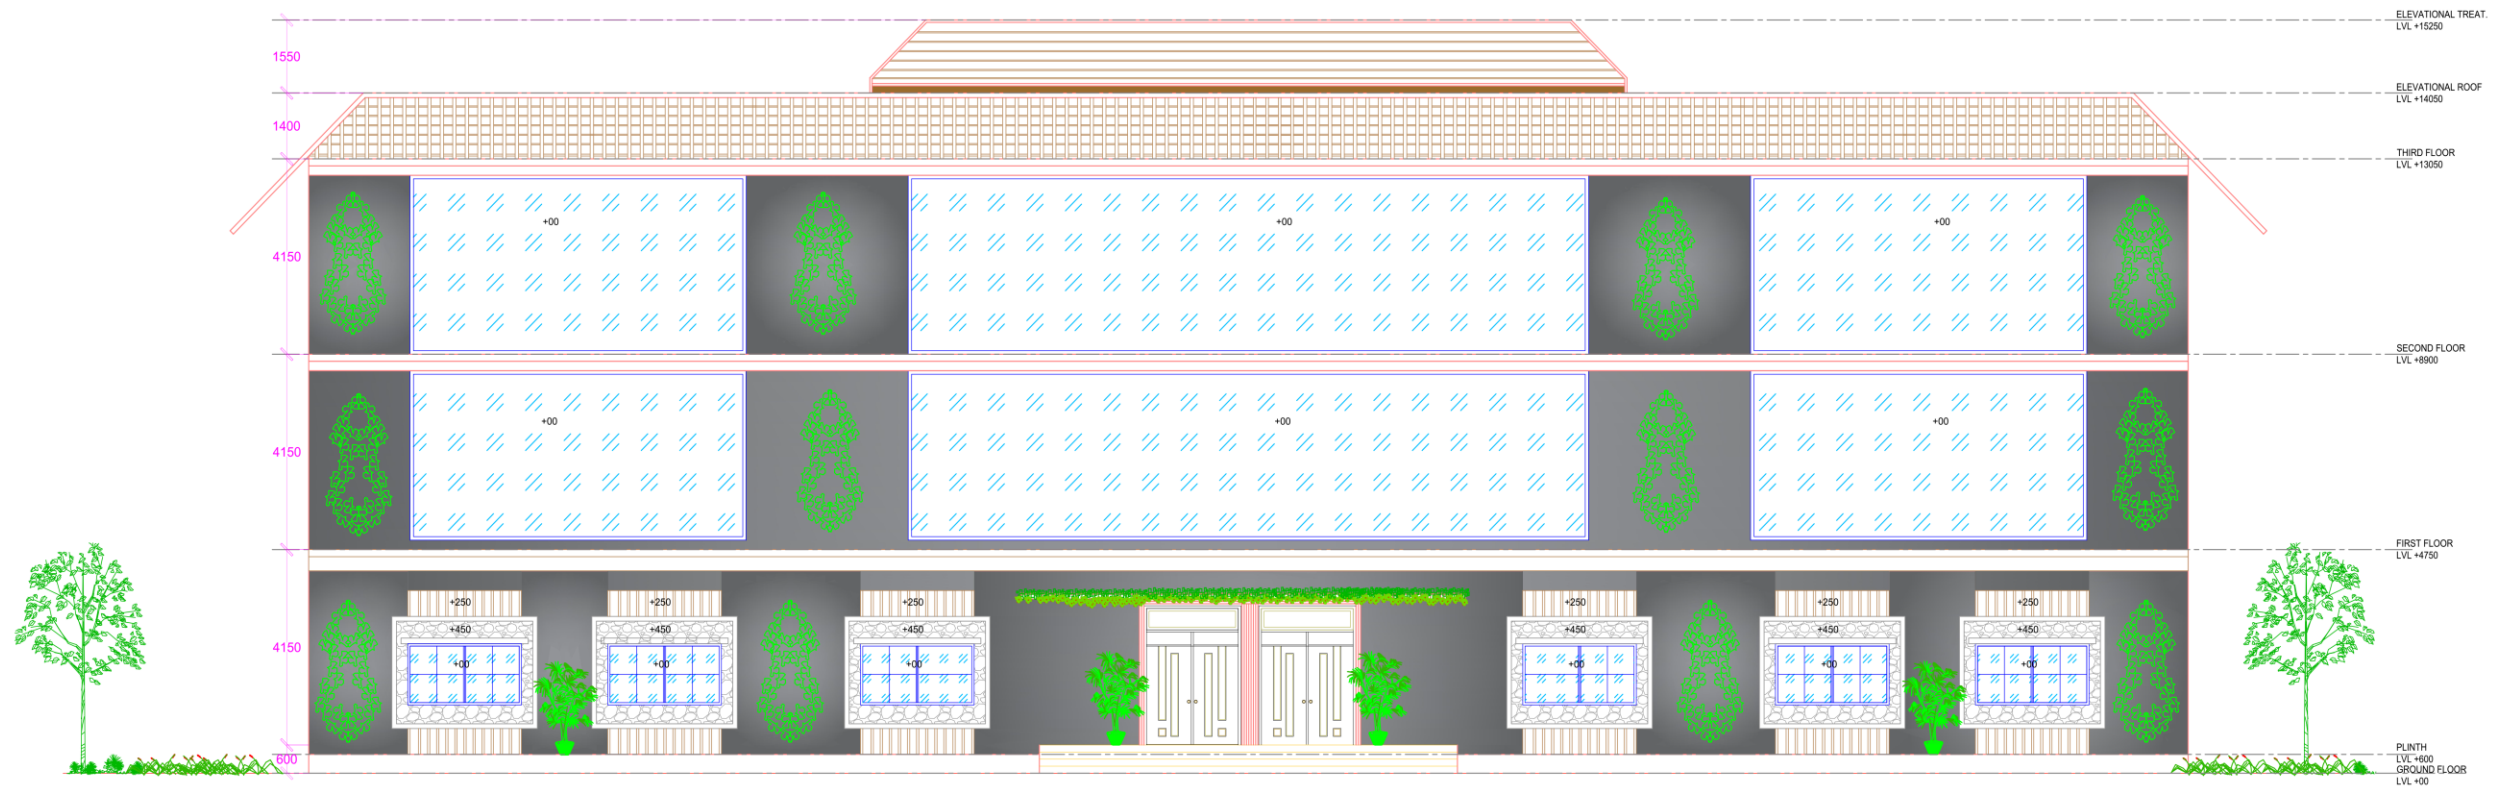 ELEVATIONAL TREAT.
LVL +15250
1550
ELEVATIONAL ROOF
LVL +14050
1400
THIRD FLOOR
LVL +13050
+00 +00 +00
4150
SECOND FLOOR
LVL +8900
+00 +00 +00
4150
FIRST FLOOR
LVL +4750
+250 +250 +250 +250 +250 +250
+450 +450 +450 +450 +450 +450
4150
+00 +00 +00 +00 +00 +00
PLINTH
LVL +600
600
GROUND FLOOR
LVL +00